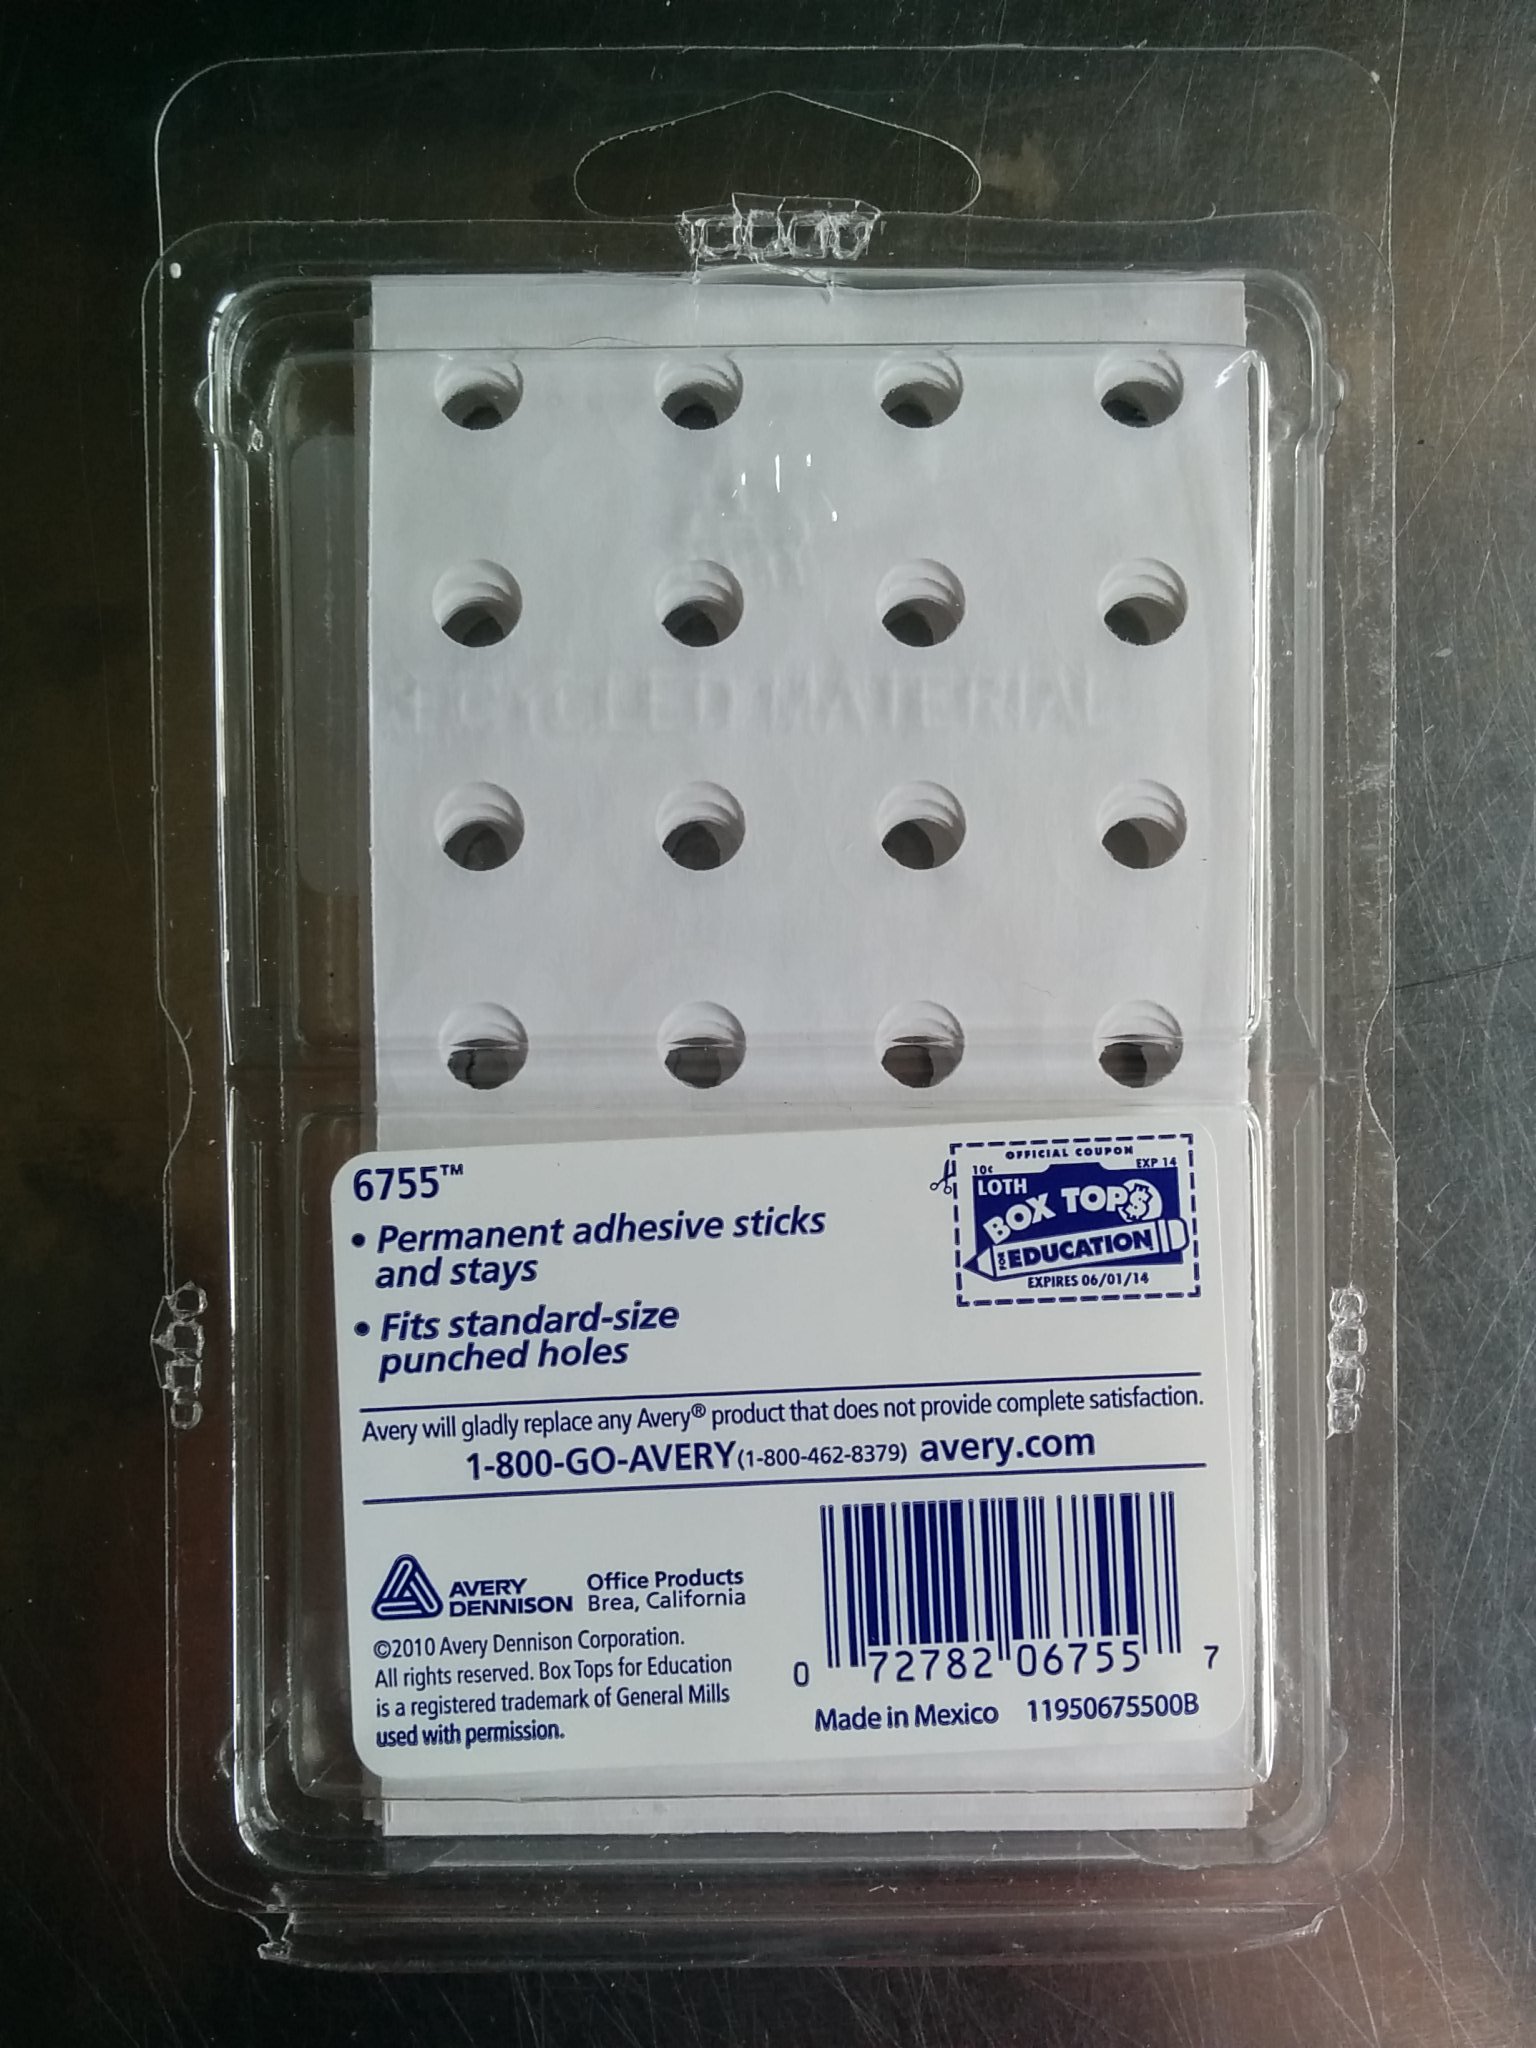 RECYCLED MATERIAL
6755™
• Permanent adhesive sticks
and stays
• Fits standard-size
punched holes
OFFICIAL COUPON
10¢ EXP 14
LOTH
BOX TOP$
FOR EDUCATION
EXPIRES 06/01/14
Avery will gladly replace any Avery® product that does not provide complete satisfaction.
1-800-GO-AVERY (1-800-462-8379) avery.com
AVERY
DENNISON
Office Products
Brea, California
©2010 Avery Dennison Corporation.
All rights reserved. Box Tops for Education
is a registered trademark of General Mills
used with permission.
0 72782 06755 7
Made in Mexico 11950675500B